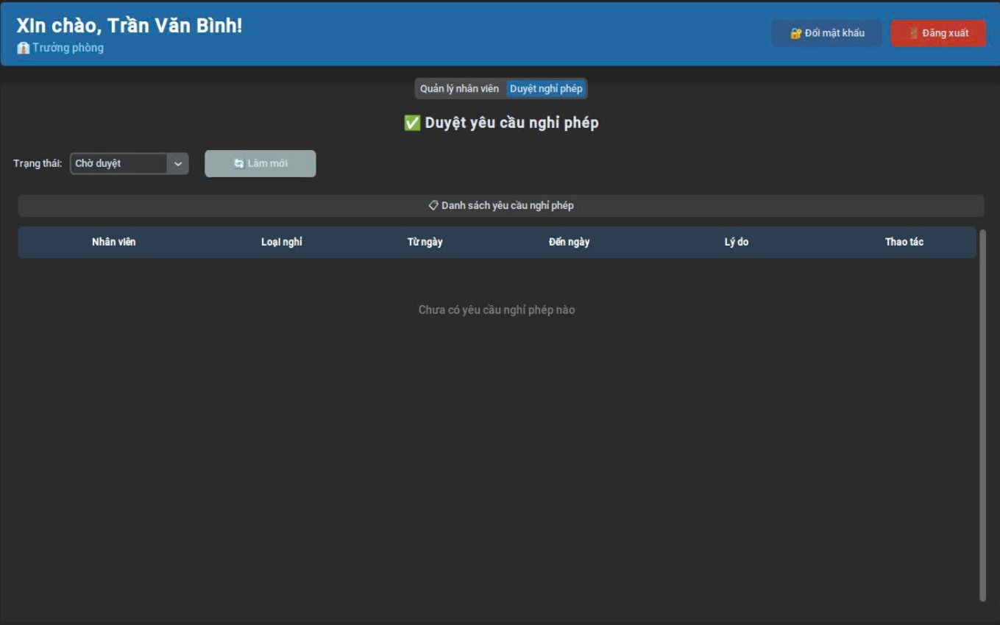 Xin chào, Trần Văn Bình!
👔 Trưởng phòng
🔐 Đổi mật khẩu
🚪 Đăng xuất
Quản lý nhân viên Duyệt nghỉ phép
✅ Duyệt yêu cầu nghỉ phép
Trạng thái: Chờ duyệt
🔄 Làm mới
📋 Danh sách yêu cầu nghỉ phép
Nhân viên Loại nghỉ Từ ngày Đến ngày Lý do Thao tác
Chưa có yêu cầu nghỉ phép nào